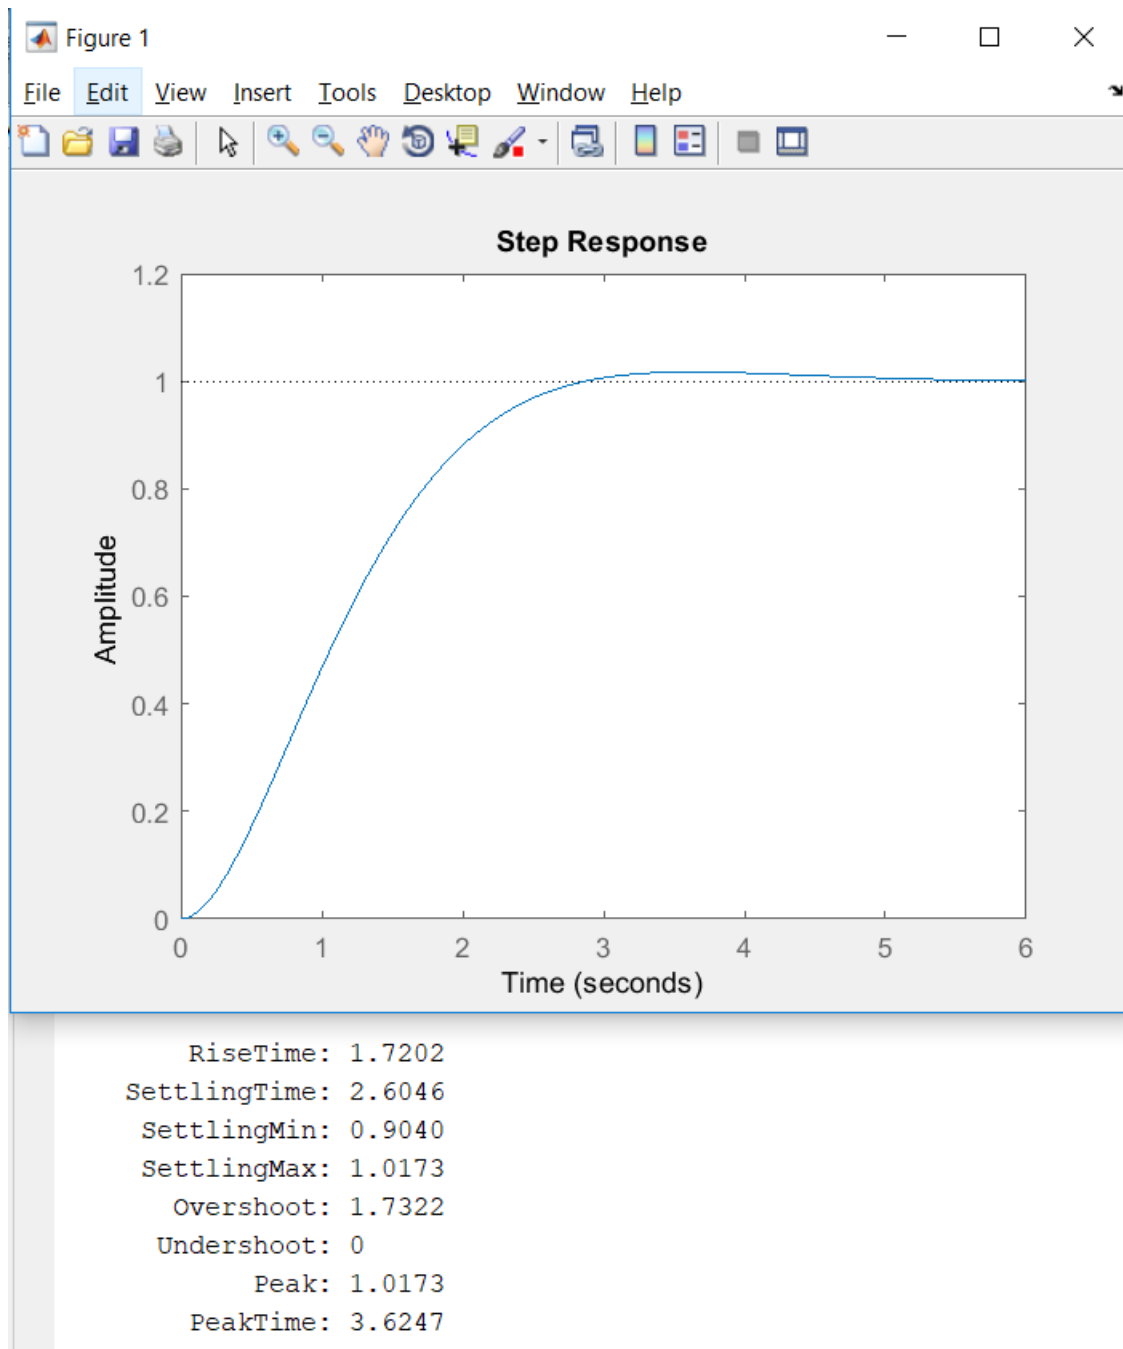 Figure 1
File Edit View Insert Tools Desktop Window Help
Step Response
1.2
1
0.8
0.6
0.4
0.2
0
Amplitude
0 1 2 3 4 5 6
Time (seconds)
RiseTime: 1.7202
SettlingTime: 2.6046
SettlingMin: 0.9040
SettlingMax: 1.0173
Overshoot: 1.7322
Undershoot: 0
Peak: 1.0173
PeakTime: 3.6247